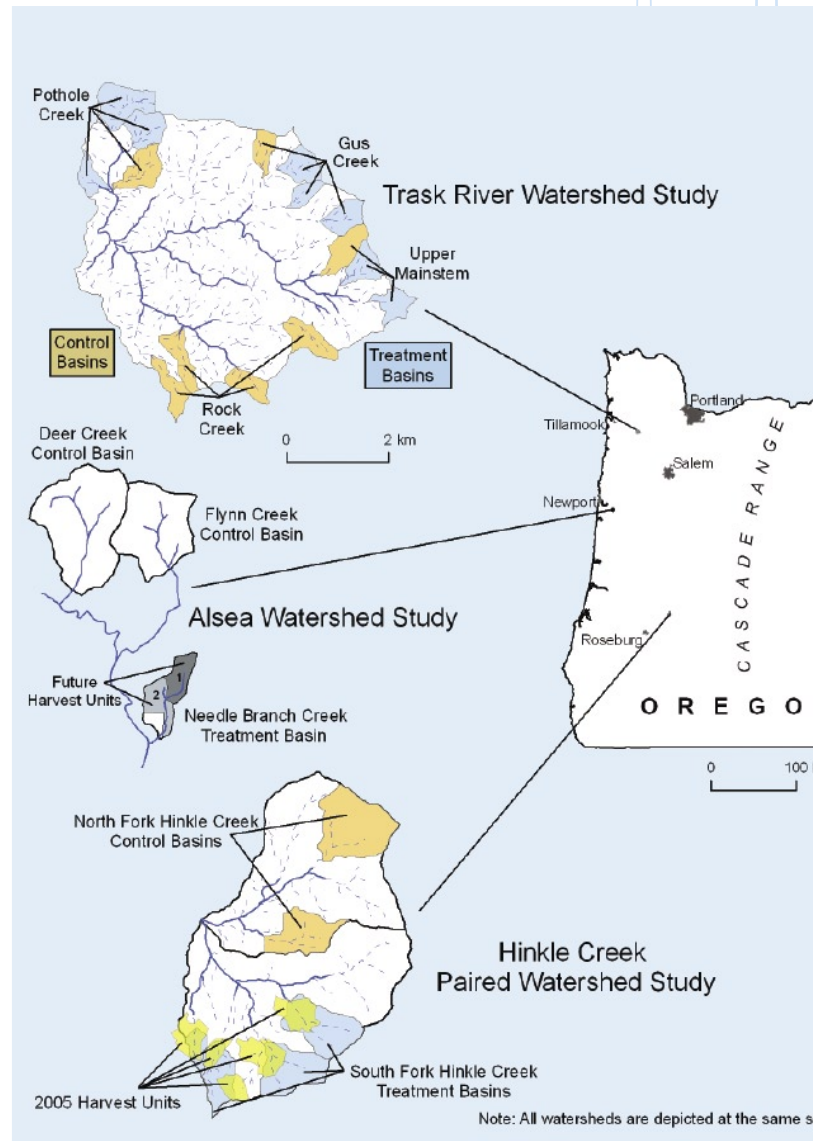 Pothole
Creek
Gus
Creek
Trask River Watershed Study
Upper
Mainstem
Control
Basins
Treatment
Basins
Rock
Creek
0 2 km
Deer Creek
Control Basin
Flynn Creek
Control Basin
Alsea Watershed Study
Future
Harvest Units
1
2
Needle Branch Creek
Treatment Basin
Portland
Tillamook
Salem
Newport
CASCADE RANGE
Roseburg
OREGO
0 100
North Fork Hinkle Creek
Control Basins
Hinkle Creek
Paired Watershed Study
South Fork Hinkle Creek
Treatment Basins
2005 Harvest Units
Note: All watersheds are depicted at the same s